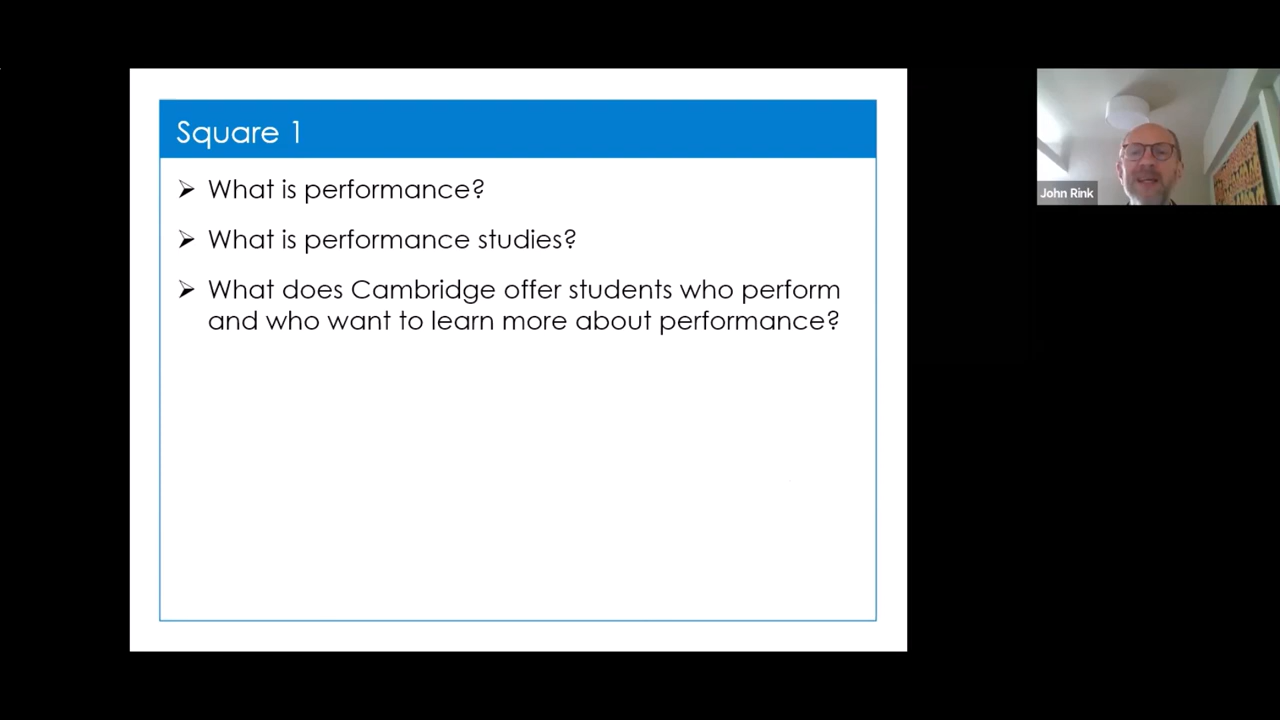 Square 1
➢ What is performance?
➢ What is performance studies?
➢ What does Cambridge offer students who perform
and who want to learn more about performance?
John Rink